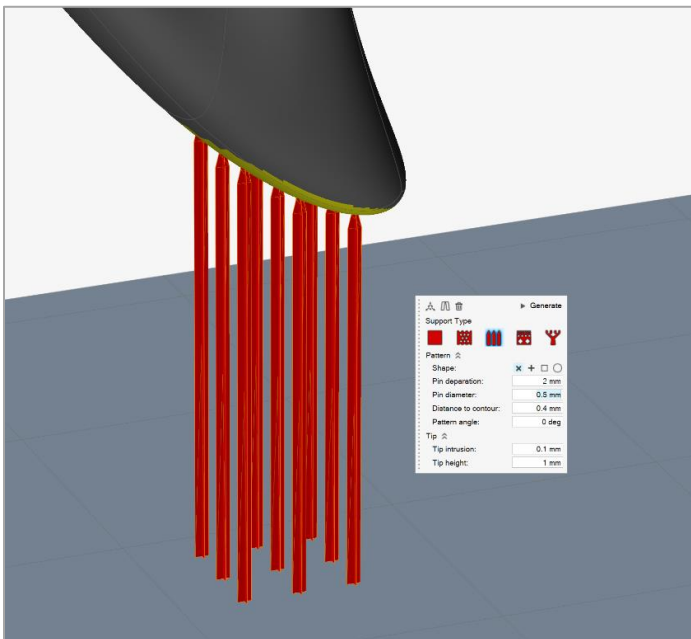 Generate
Support Type
Pattern
Shape:
Pin deparation: 2 mm
Pin diameter: 0.5 mm
Distance to contour: 0.4 mm
Pattern angle: 0 deg
Tip
Tip intrusion: 0.1 mm
Tip height: 1 mm